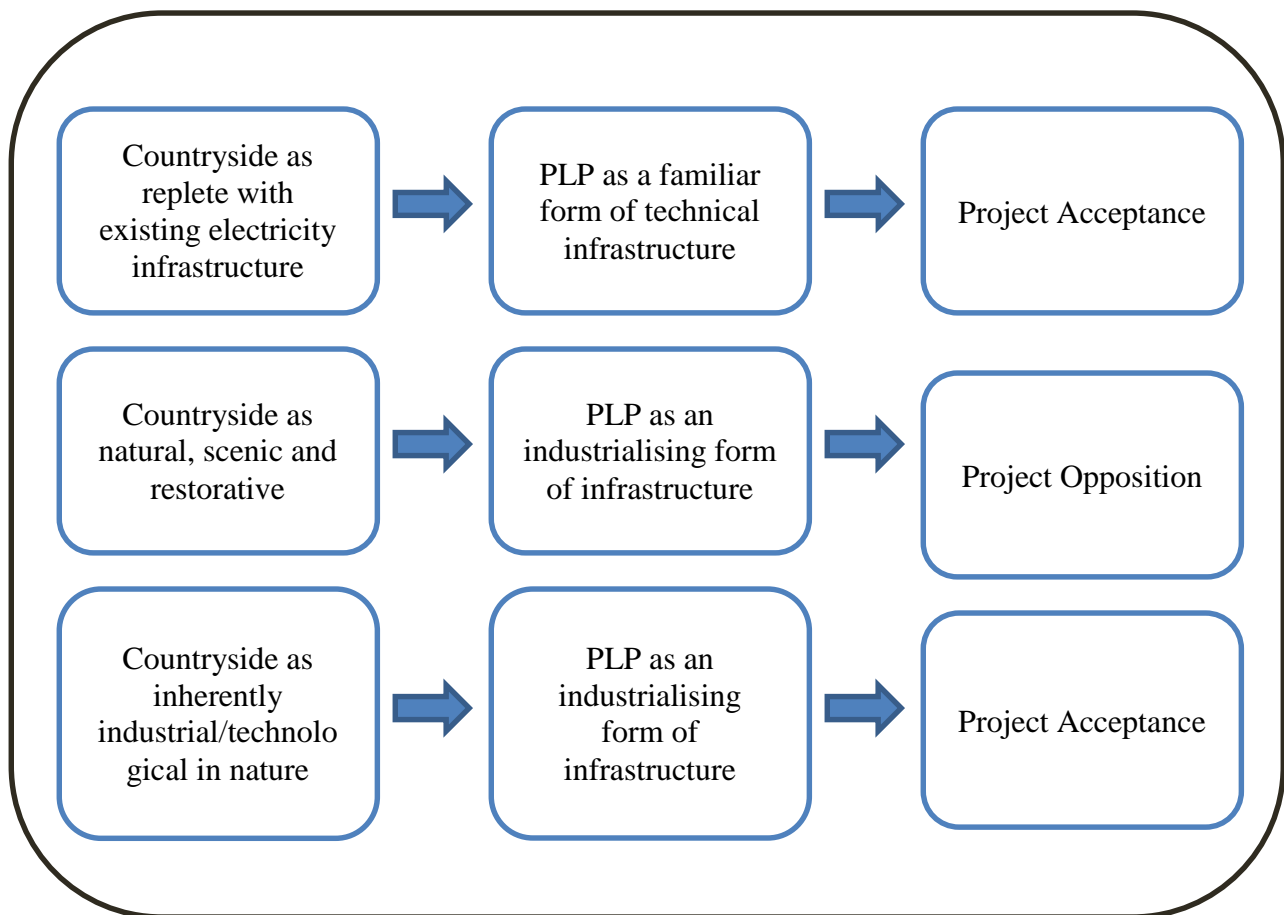 Countryside as
replete with
existing electricity
infrastructure
PLP as a familiar
form of technical
infrastructure
Project Acceptance
Countryside as
natural, scenic and
restorative
PLP as an
industrialising form
of infrastructure
Project Opposition
Countryside as
inherently
industrial/technolo
gical in nature
PLP as an
industrialising
form of
infrastructure
Project Acceptance